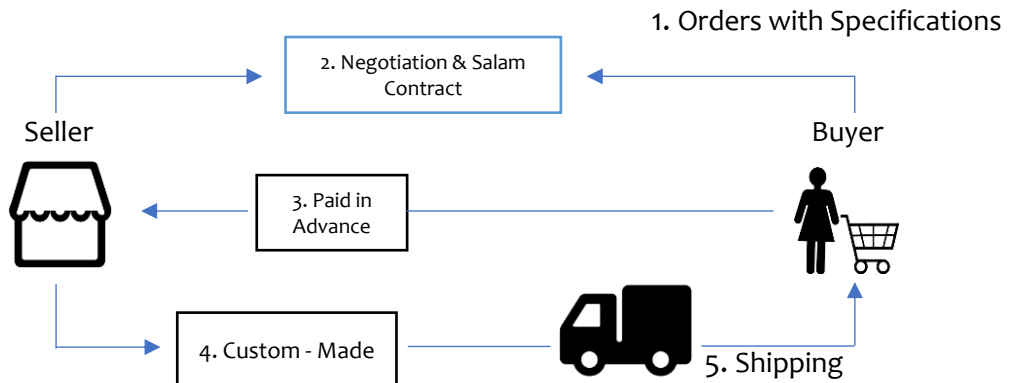 1. Orders with Specifications
2. Negotiation & Salam
Contract
Seller
Buyer
3. Paid in
Advance
4. Custom - Made
5. Shipping